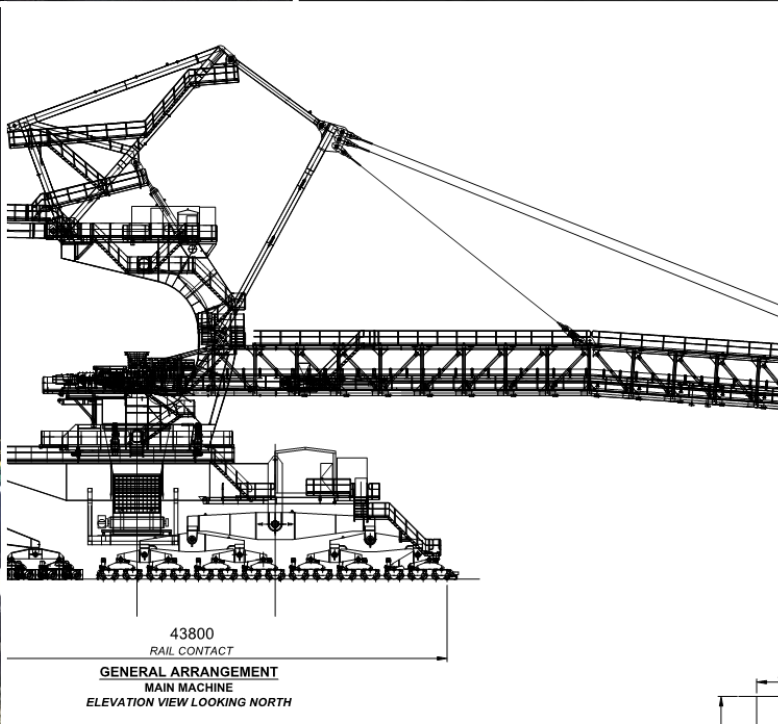 43800
RAIL CONTACT
GENERAL ARRANGEMENT
MAIN MACHINE
ELEVATION VIEW LOOKING NORTH